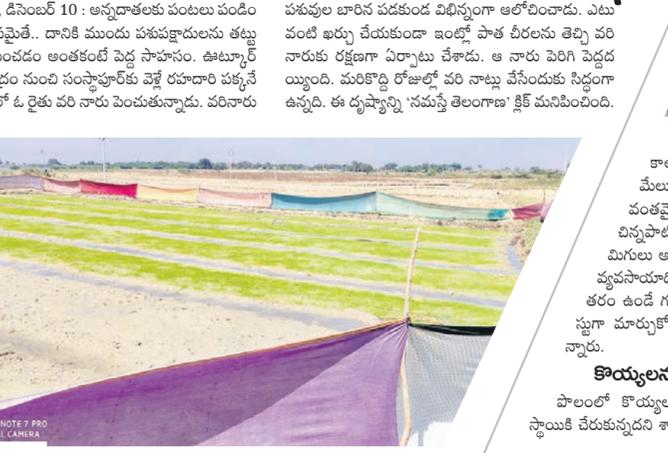 , డిసెంబర్ 10 : అన్నదాతలకు పంటలు పండిం
మైతే.. దానికి ముందు పశుపక్షాదులను తట్టు
ంచడం అంతకంటే పెద్ద సాహసం. ఊట్కూర్
ద్రం నుంచి సంస్థాపూర్‌కు వెళ్లే రహదారి పక్కనే
లో ఓ రైతు వరి నారు పెంచుతున్నాడు. వరినారు
పశువుల బారిన పడకుండ విభిన్నంగా ఆలోచించాడు. ఎటు
వంటి ఖర్చు చేయకుండా ఇంట్లో పాత చీరలను తెచ్చి వరి
నారుకు రక్షణగా ఏర్పాటు చేశాడు. ఆ నారు పెరిగి పెద్దద
య్యింది. మరికొద్ది రోజుల్లో వరి నాట్లు వేసేందుకు సిద్ధంగా
ఉన్నది. ఈ దృష్యాన్ని ‘నమస్తే తెలంగాణ’ క్లిక్ మనిపించింది.
NOTE 7 PRO
L CAMERA
కాల
మేలు
వంతమై
చిన్నపాటి
మిగులు అ
వ్యవసాయాది
తరం ఉండే గ
స్టుగా మార్చుకో
న్నారు.
కొయ్యలన
పొలంలో కొయ్యల
స్థాయికి చేరుకున్నదని శా